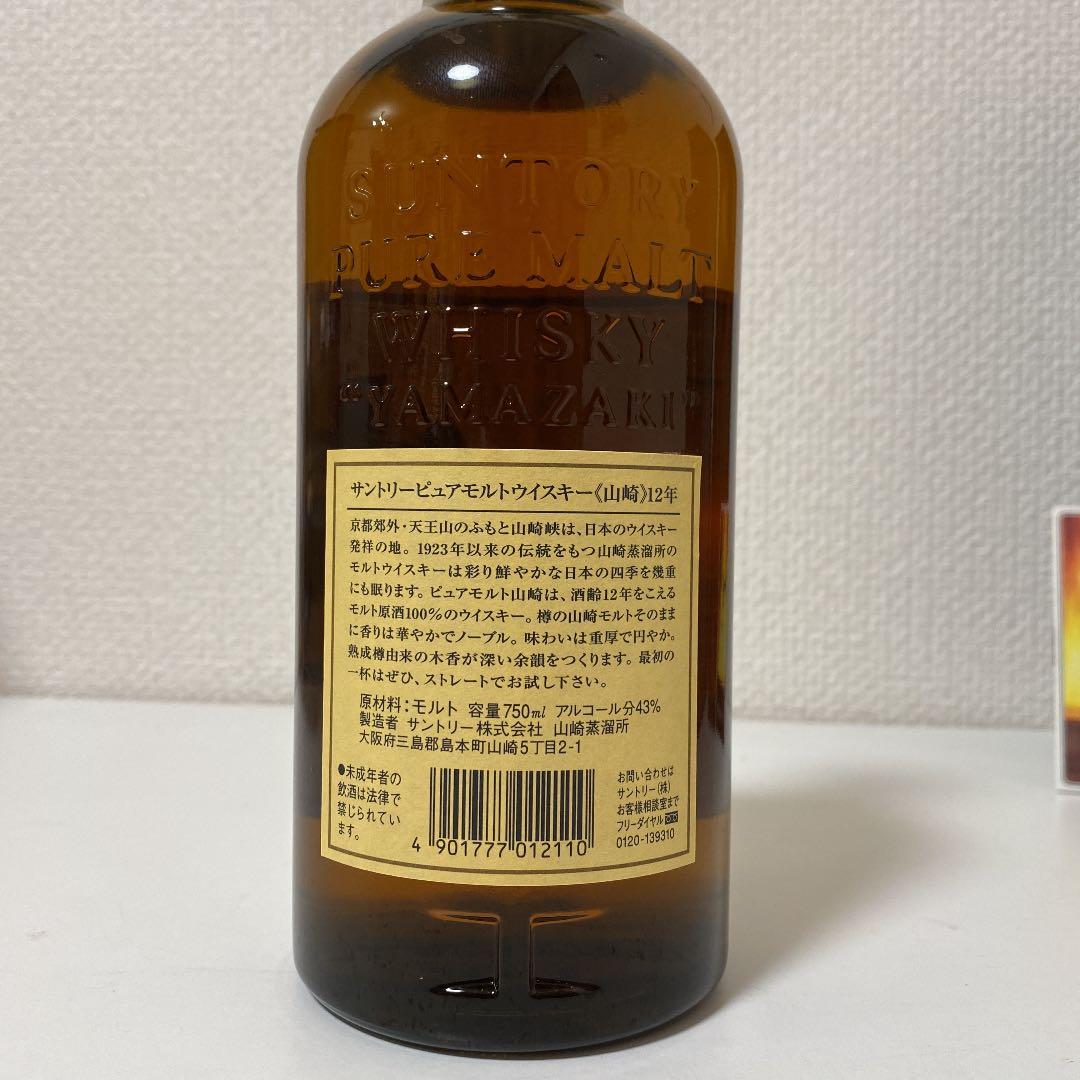 SUNTORY
PURE MALT
WHISKY
“YAMAZAKI”
サントリーピュアモルトウイスキー《山崎》12年
京都郊外・天王山のふもと山崎峡は、日本のウイスキー
発祥の地。1923年以来の伝統をもつ山崎蒸溜所の
モルトウイスキーは彩り鮮やかな日本の四季を幾重
にも眠ります。ピュアモルト山崎は、酒齢12年をこえる
モルト原酒100%のウイスキー。樽の山崎モルトそのまま
に香りは華やかでノーブル。味わいは重厚で円やか。
熟成樽由来の木香が深い余韻をつくります。最初の
一杯はぜひ、ストレートでお試し下さい。
原材料：モルト 容量750ml アルコール分43%
製造者 サントリー株式会社 山崎蒸溜所
大阪府三島郡島本町山崎5丁目2-1
●未成年者の
飲酒は法律で
禁じられてい
ます。
4 901777 012110
お問い合わせは
サントリー(株)
お客様相談室まで
フリーダイヤル
0120-139310